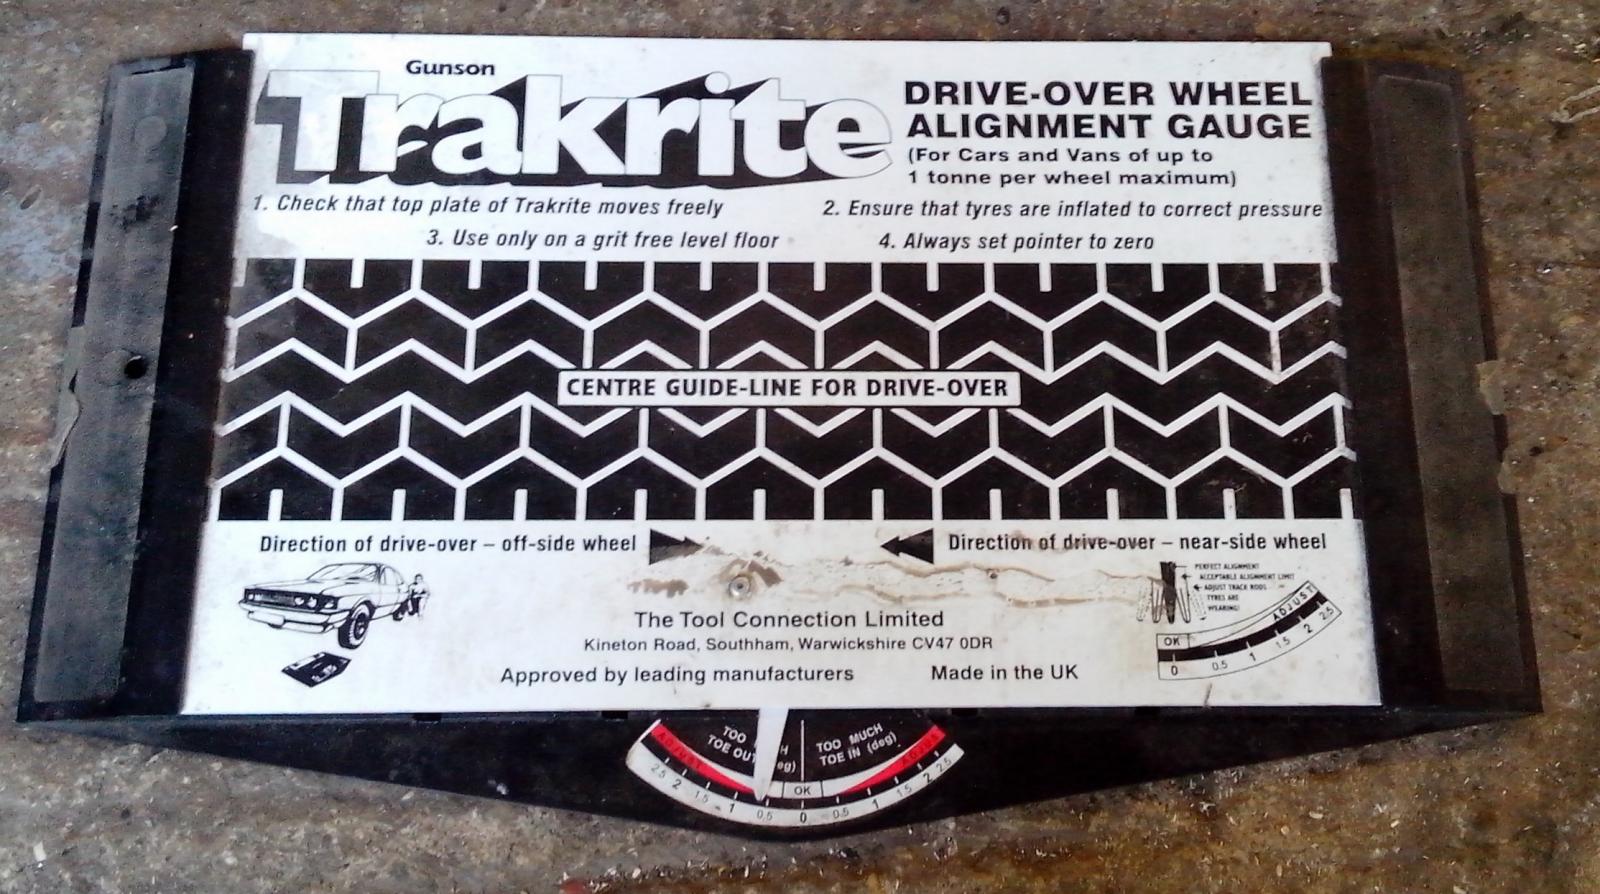 Gunson
Trakrite
DRIVE-OVER WHEEL
ALIGNMENT GAUGE
(For Cars and Vans of up to
1 tonne per wheel maximum)
1. Check that top plate of Trakrite moves freely
2. Ensure that tyres are inflated to correct pressure
3. Use only on a grit free level floor
4. Always set pointer to zero
CENTRE GUIDE-LINE FOR DRIVE-OVER
Direction of drive-over – off-side wheel
Direction of drive-over – near-side wheel
PERFECT ALIGNMENT
ACCEPTABLE ALIGNMENT LIMIT
ADJUST TRACK RODS
TYRES ARE
WEARING!
OK ADJUST
0 0.5 1 1.5 2 2.5
The Tool Connection Limited
Kineton Road, Southham, Warwickshire CV47 0DR
Approved by leading manufacturers
Made in the UK
TOO H
TOE OUT eg)
TOO MUCH
TOE IN (deg)
ADJUST OK ADJUST
2.5 2 1.5 1 0.5 0 0.5 1 1.5 2 2.5